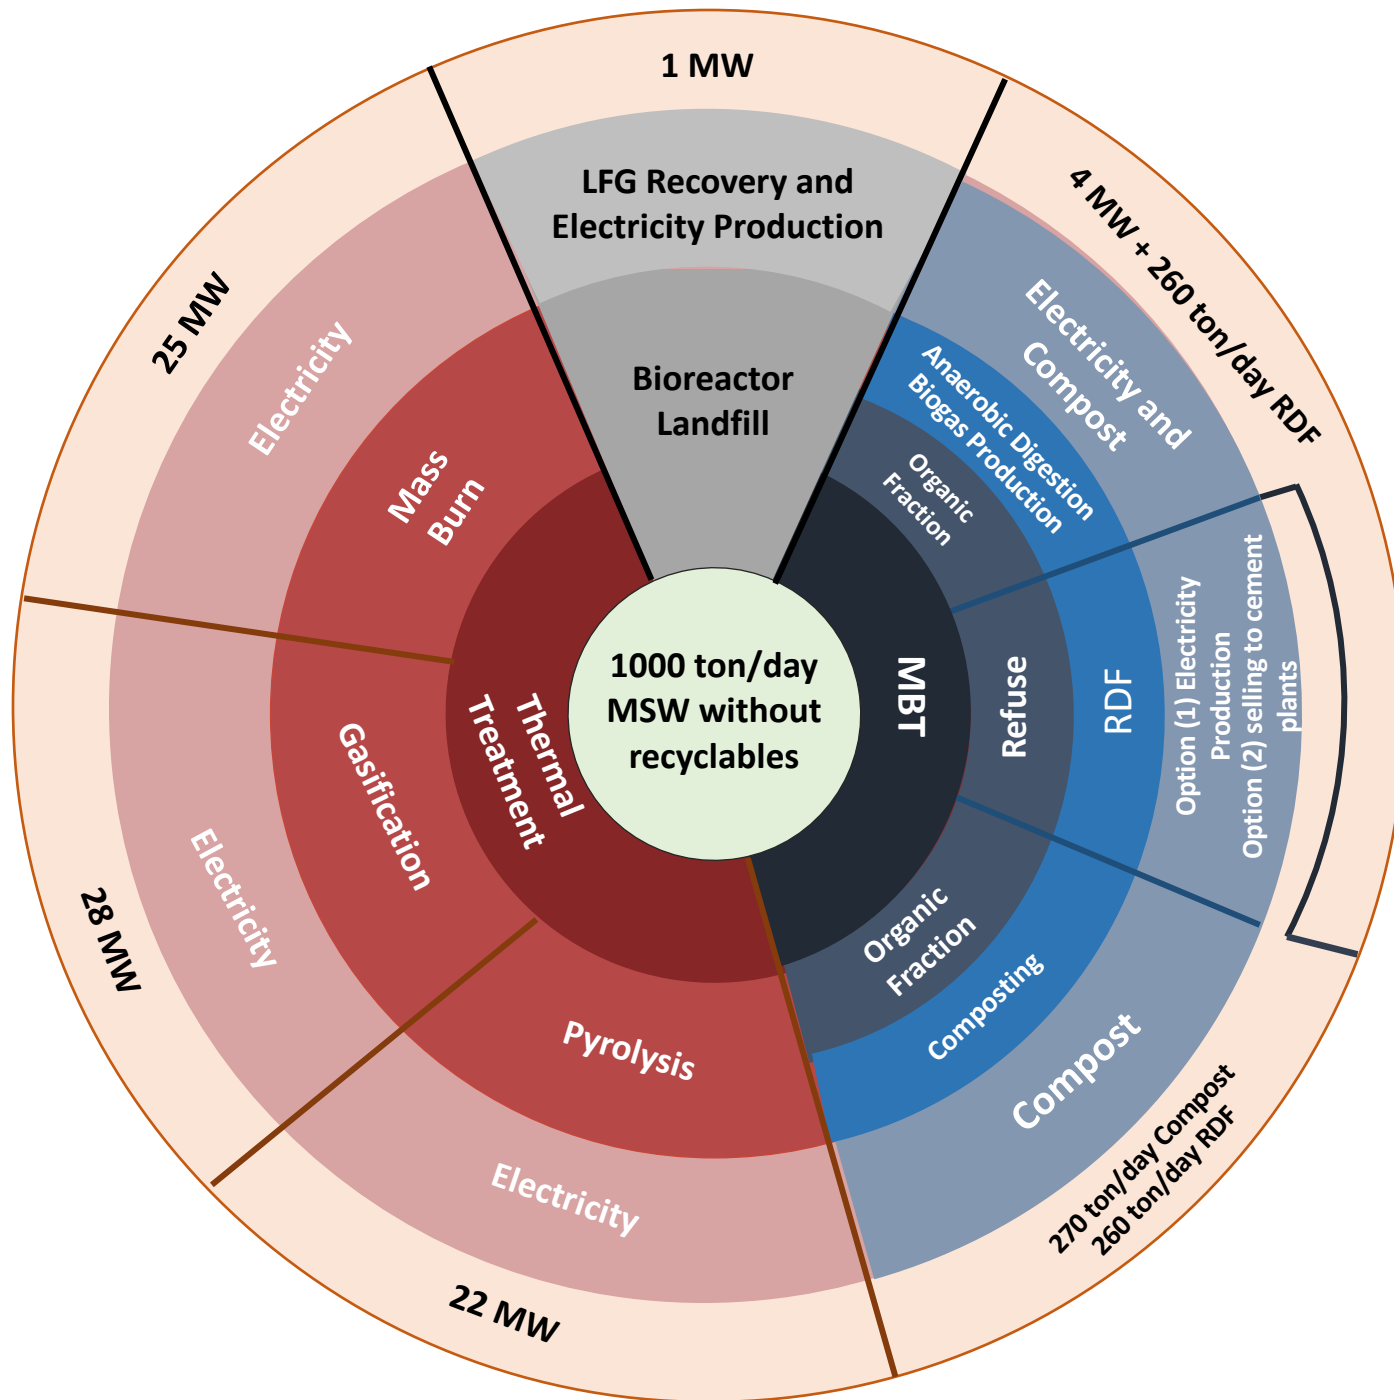 1 MW
LFG Recovery and
Electricity Production
Bioreactor
Landfill
4 MW + 260 ton/day RDF
Electricity and
Compost
Anaerobic Digestion
Biogas Production
Organic
Fraction
MBT
Refuse
RDF
Option (1) Electricity
Production
Option (2) selling to cement
plants
Organic
Fraction
Composting
Compost
270 ton/day Compost
260 ton/day RDF
1000 ton/day
MSW without
recyclables
Thermal
Treatment
Mass
Burn
Electricity
25 MW
Gasification
Electricity
28 MW
Pyrolysis
Electricity
22 MW